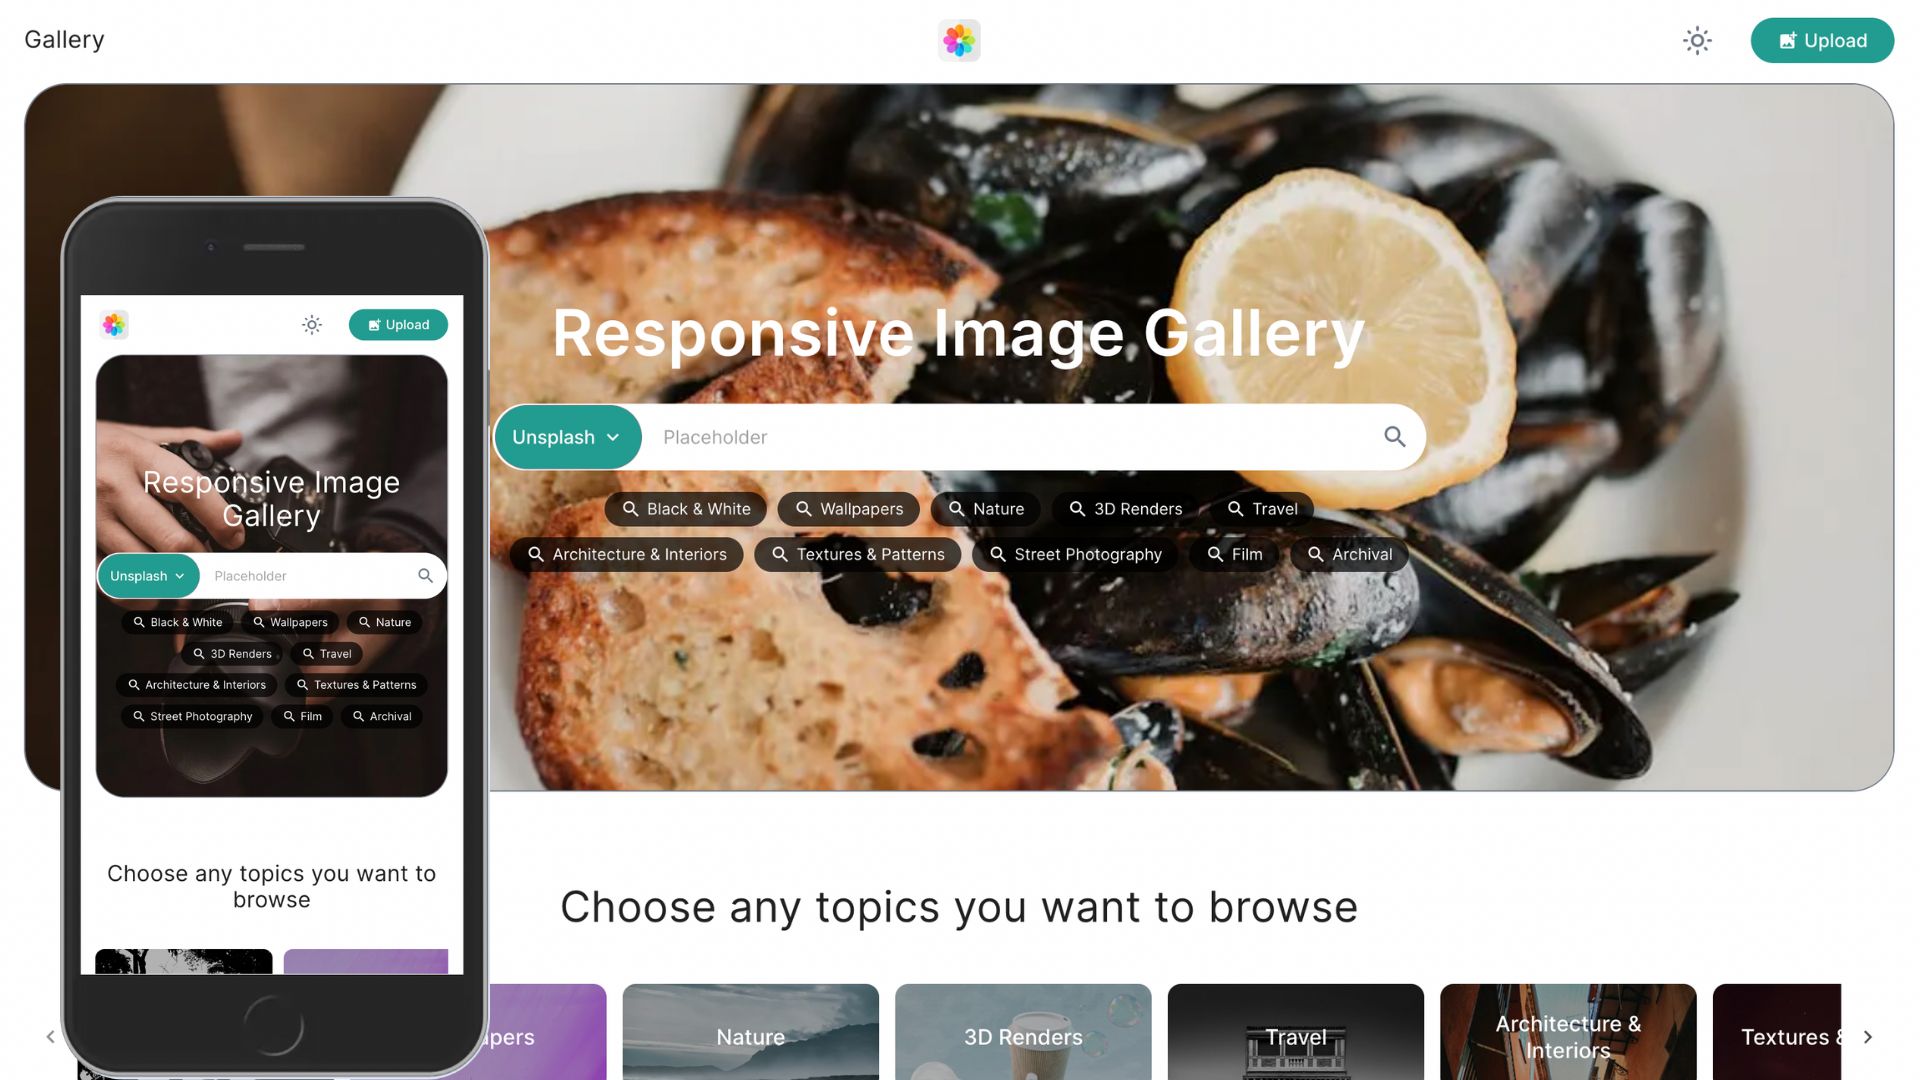 Gallery
Upload
Responsive Image Gallery
Unsplash
Placeholder
Black & White
Wallpapers
Nature
3D Renders
Travel
Architecture & Interiors
Textures & Patterns
Street Photography
Film
Archival
Upload
Responsive Image
Gallery
Unsplash
Placeholder
Black & White
Wallpapers
Nature
3D Renders
Travel
Architecture & Interiors
Textures & Patterns
Street Photography
Film
Archival
Choose any topics you want to
browse
Choose any topics you want to browse
apers
Nature
3D Renders
Travel
Architecture &
Interiors
Textures &